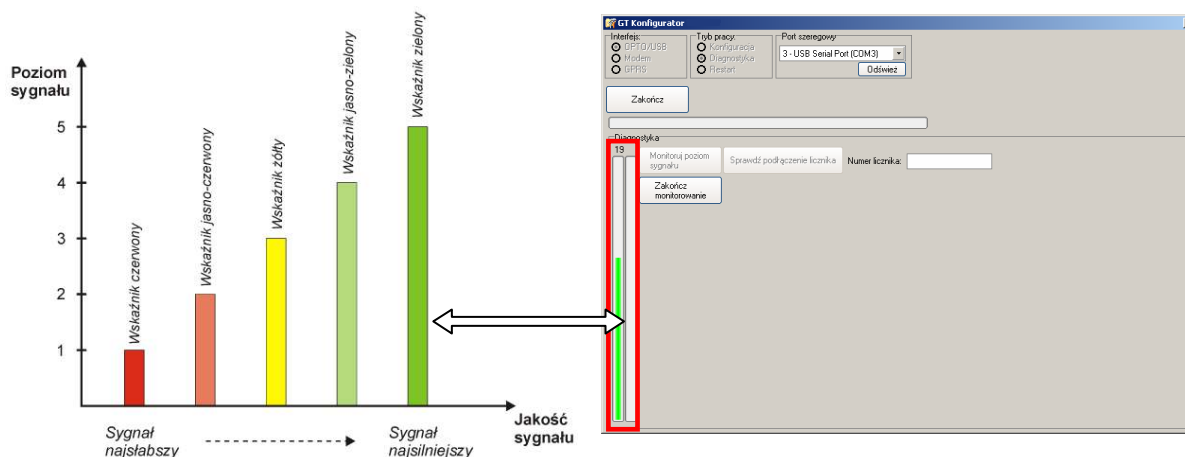 Poziom
sygnału
5
4
3
2
1
Wskaźnik czerwony
Wskaźnik jasno-czerwony
Wskaźnik żółty
Wskaźnik jasno-zielony
Wskaźnik zielony
Sygnał
najsłabszy
Sygnał
najsilniejszy
Jakość
sygnału
GT Konfigurator
Interfejs:
OPTO/USB
Modem
GPRS
Tryb pracy:
Konfiguracja
Diagnostyka
Restart
Port szeregowy
3 - USB Serial Port (COM3)
Odśwież
Zakończ
Diagnostyka
19
Monitoruj poziom
sygnału
Sprawdź podłączenie licznika
Numer licznika:
Zakończ
monitorowanie